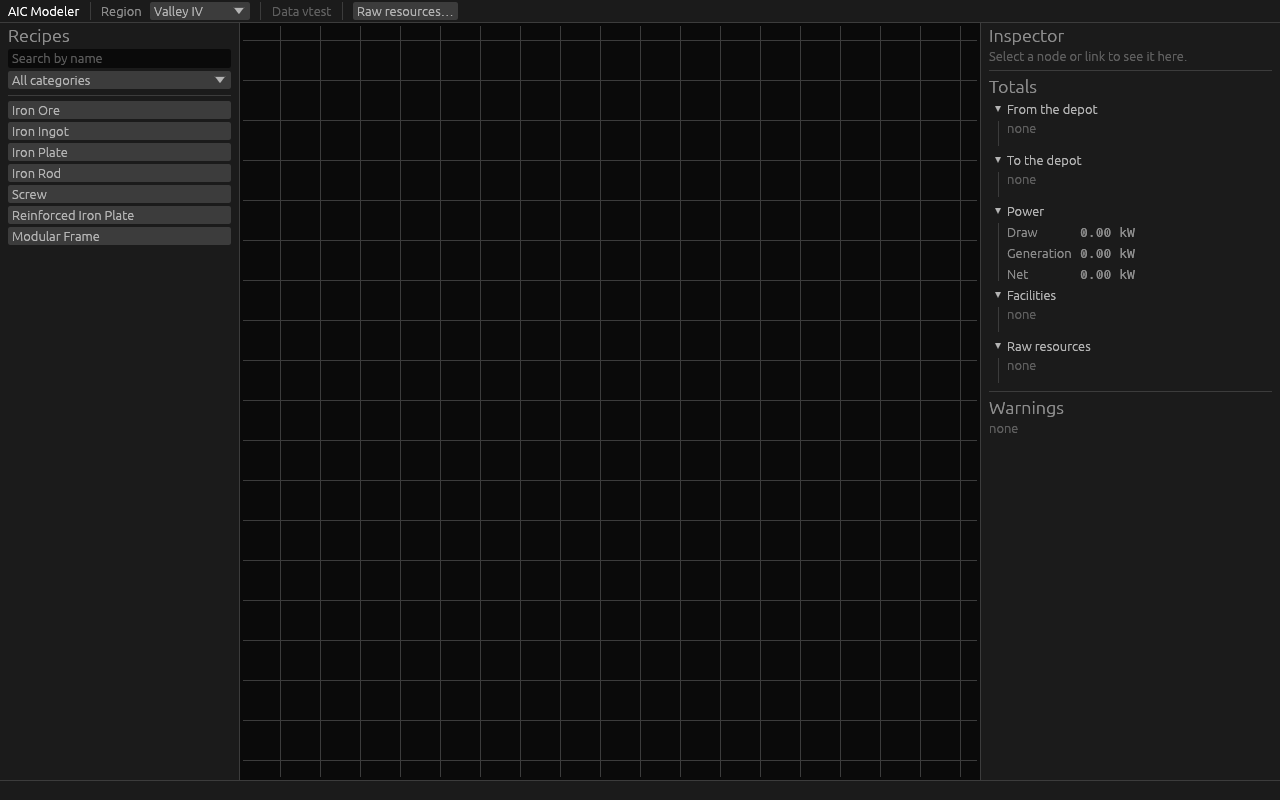 AIC Modeler Region Valley IV Data vtest Raw resources...
Recipes
Search by name
All categories
Iron Ore
Iron Ingot
Iron Plate
Iron Rod
Screw
Reinforced Iron Plate
Modular Frame
Inspector
Select a node or link to see it here.
Totals
From the depot
none
To the depot
none
Power
Draw 0.00 kW
Generation 0.00 kW
Net 0.00 kW
Facilities
none
Raw resources
none
Warnings
none